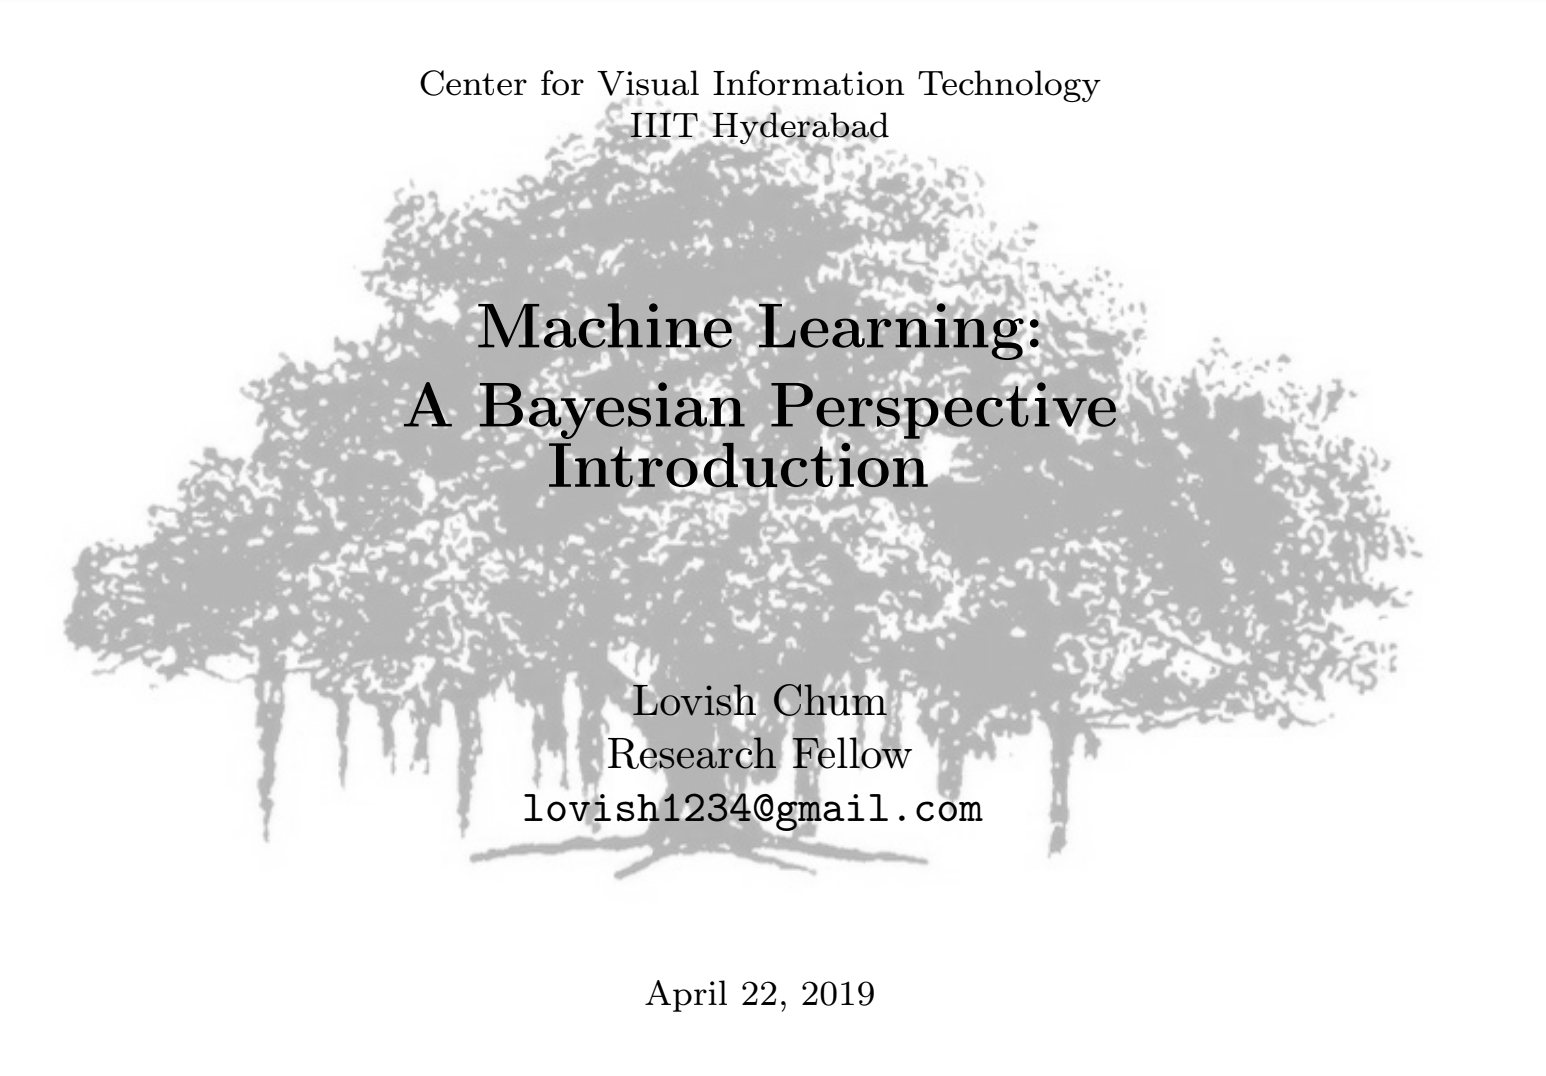 Center for Visual Information Technology
IIIT Hyderabad
Machine Learning:
A Bayesian Perspective
Introduction
Lovish Chum
Research Fellow
lovish1234@gmail.com
April 22, 2019